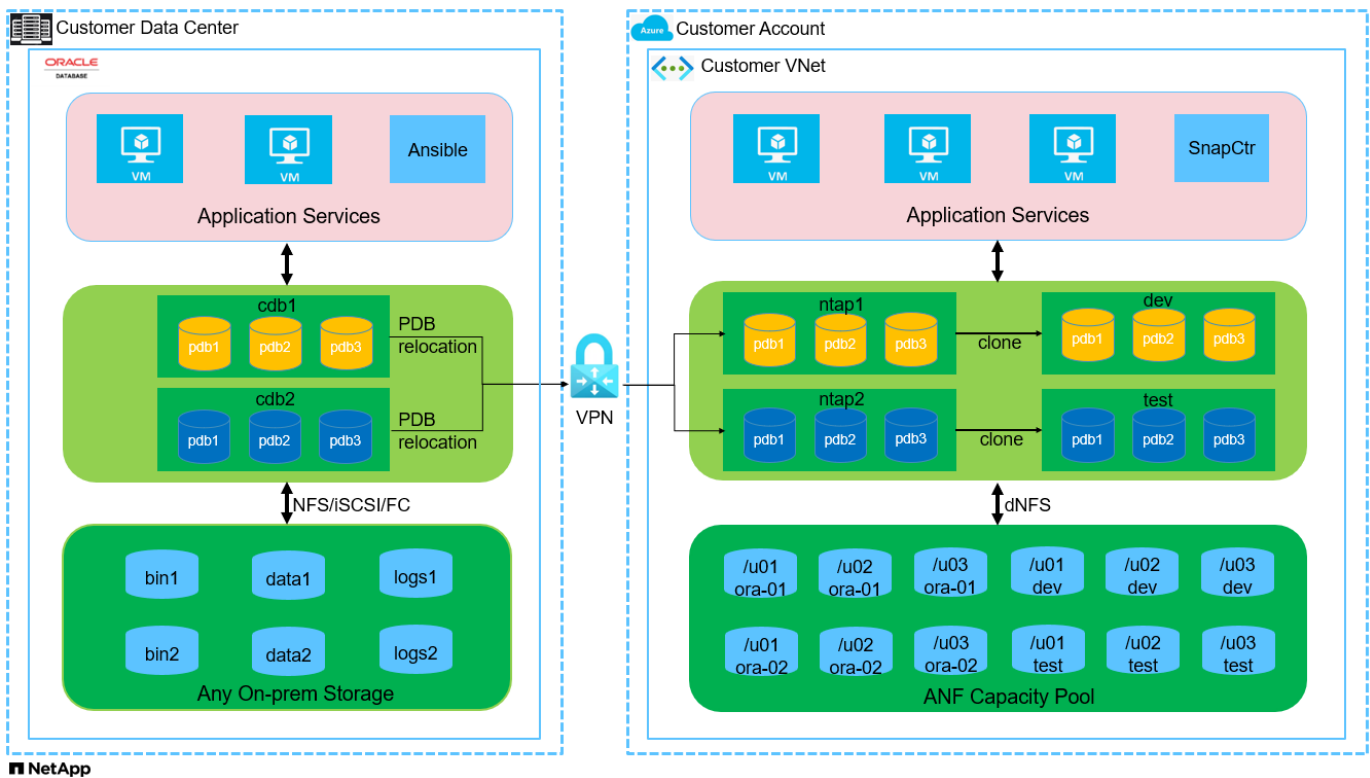 Customer Data Center
ORACLE
DATABASE
VM
VM
Ansible
Application Services
cdb1
pdb1
pdb2
pdb3
PDB
relocation
cdb2
pdb1
pdb2
pdb3
PDB
relocation
NFS/iSCSI/FC
bin1
data1
logs1
bin2
data2
logs2
Any On-prem Storage
VPN
Azure
Customer Account
Customer VNet
VM
VM
VM
SnapCtr
Application Services
ntap1
pdb1
pdb2
pdb3
clone
dev
pdb1
pdb2
pdb3
ntap2
pdb1
pdb2
pdb3
clone
test
pdb1
pdb2
pdb3
dNFS
/u01
ora-01
/u02
ora-01
/u03
ora-01
/u01
dev
/u02
dev
/u03
dev
/u01
ora-02
/u02
ora-02
/u03
ora-02
/u01
test
/u02
test
/u03
test
ANF Capacity Pool
NetApp